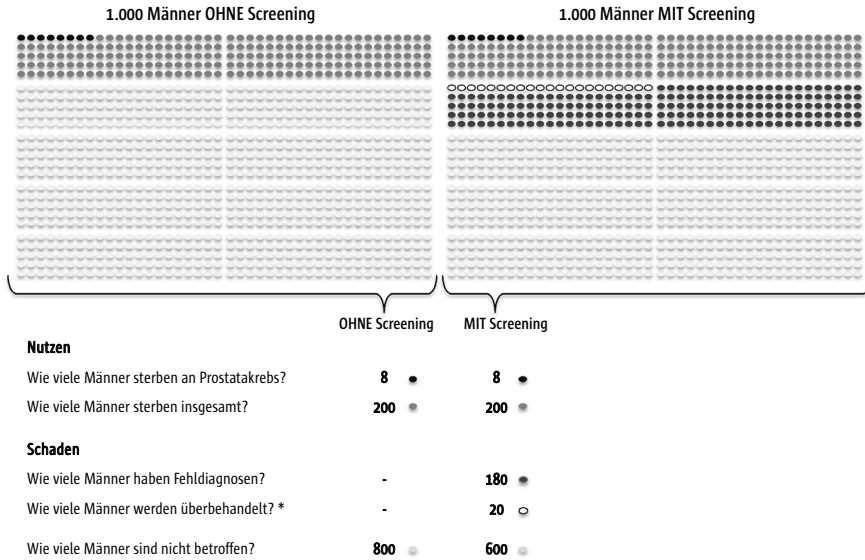 1.000 Männer OHNE Screening 1.000 Männer MIT Screening
OHNE Screening MIT Screening
Nutzen
Wie viele Männer sterben an Prostatakrebs? 8 8
Wie viele Männer sterben insgesamt? 200 200
Schaden
Wie viele Männer haben Fehldiagnosen? - 180
Wie viele Männer werden überbehandelt? * - 20
Wie viele Männer sind nicht betroffen? 800 600